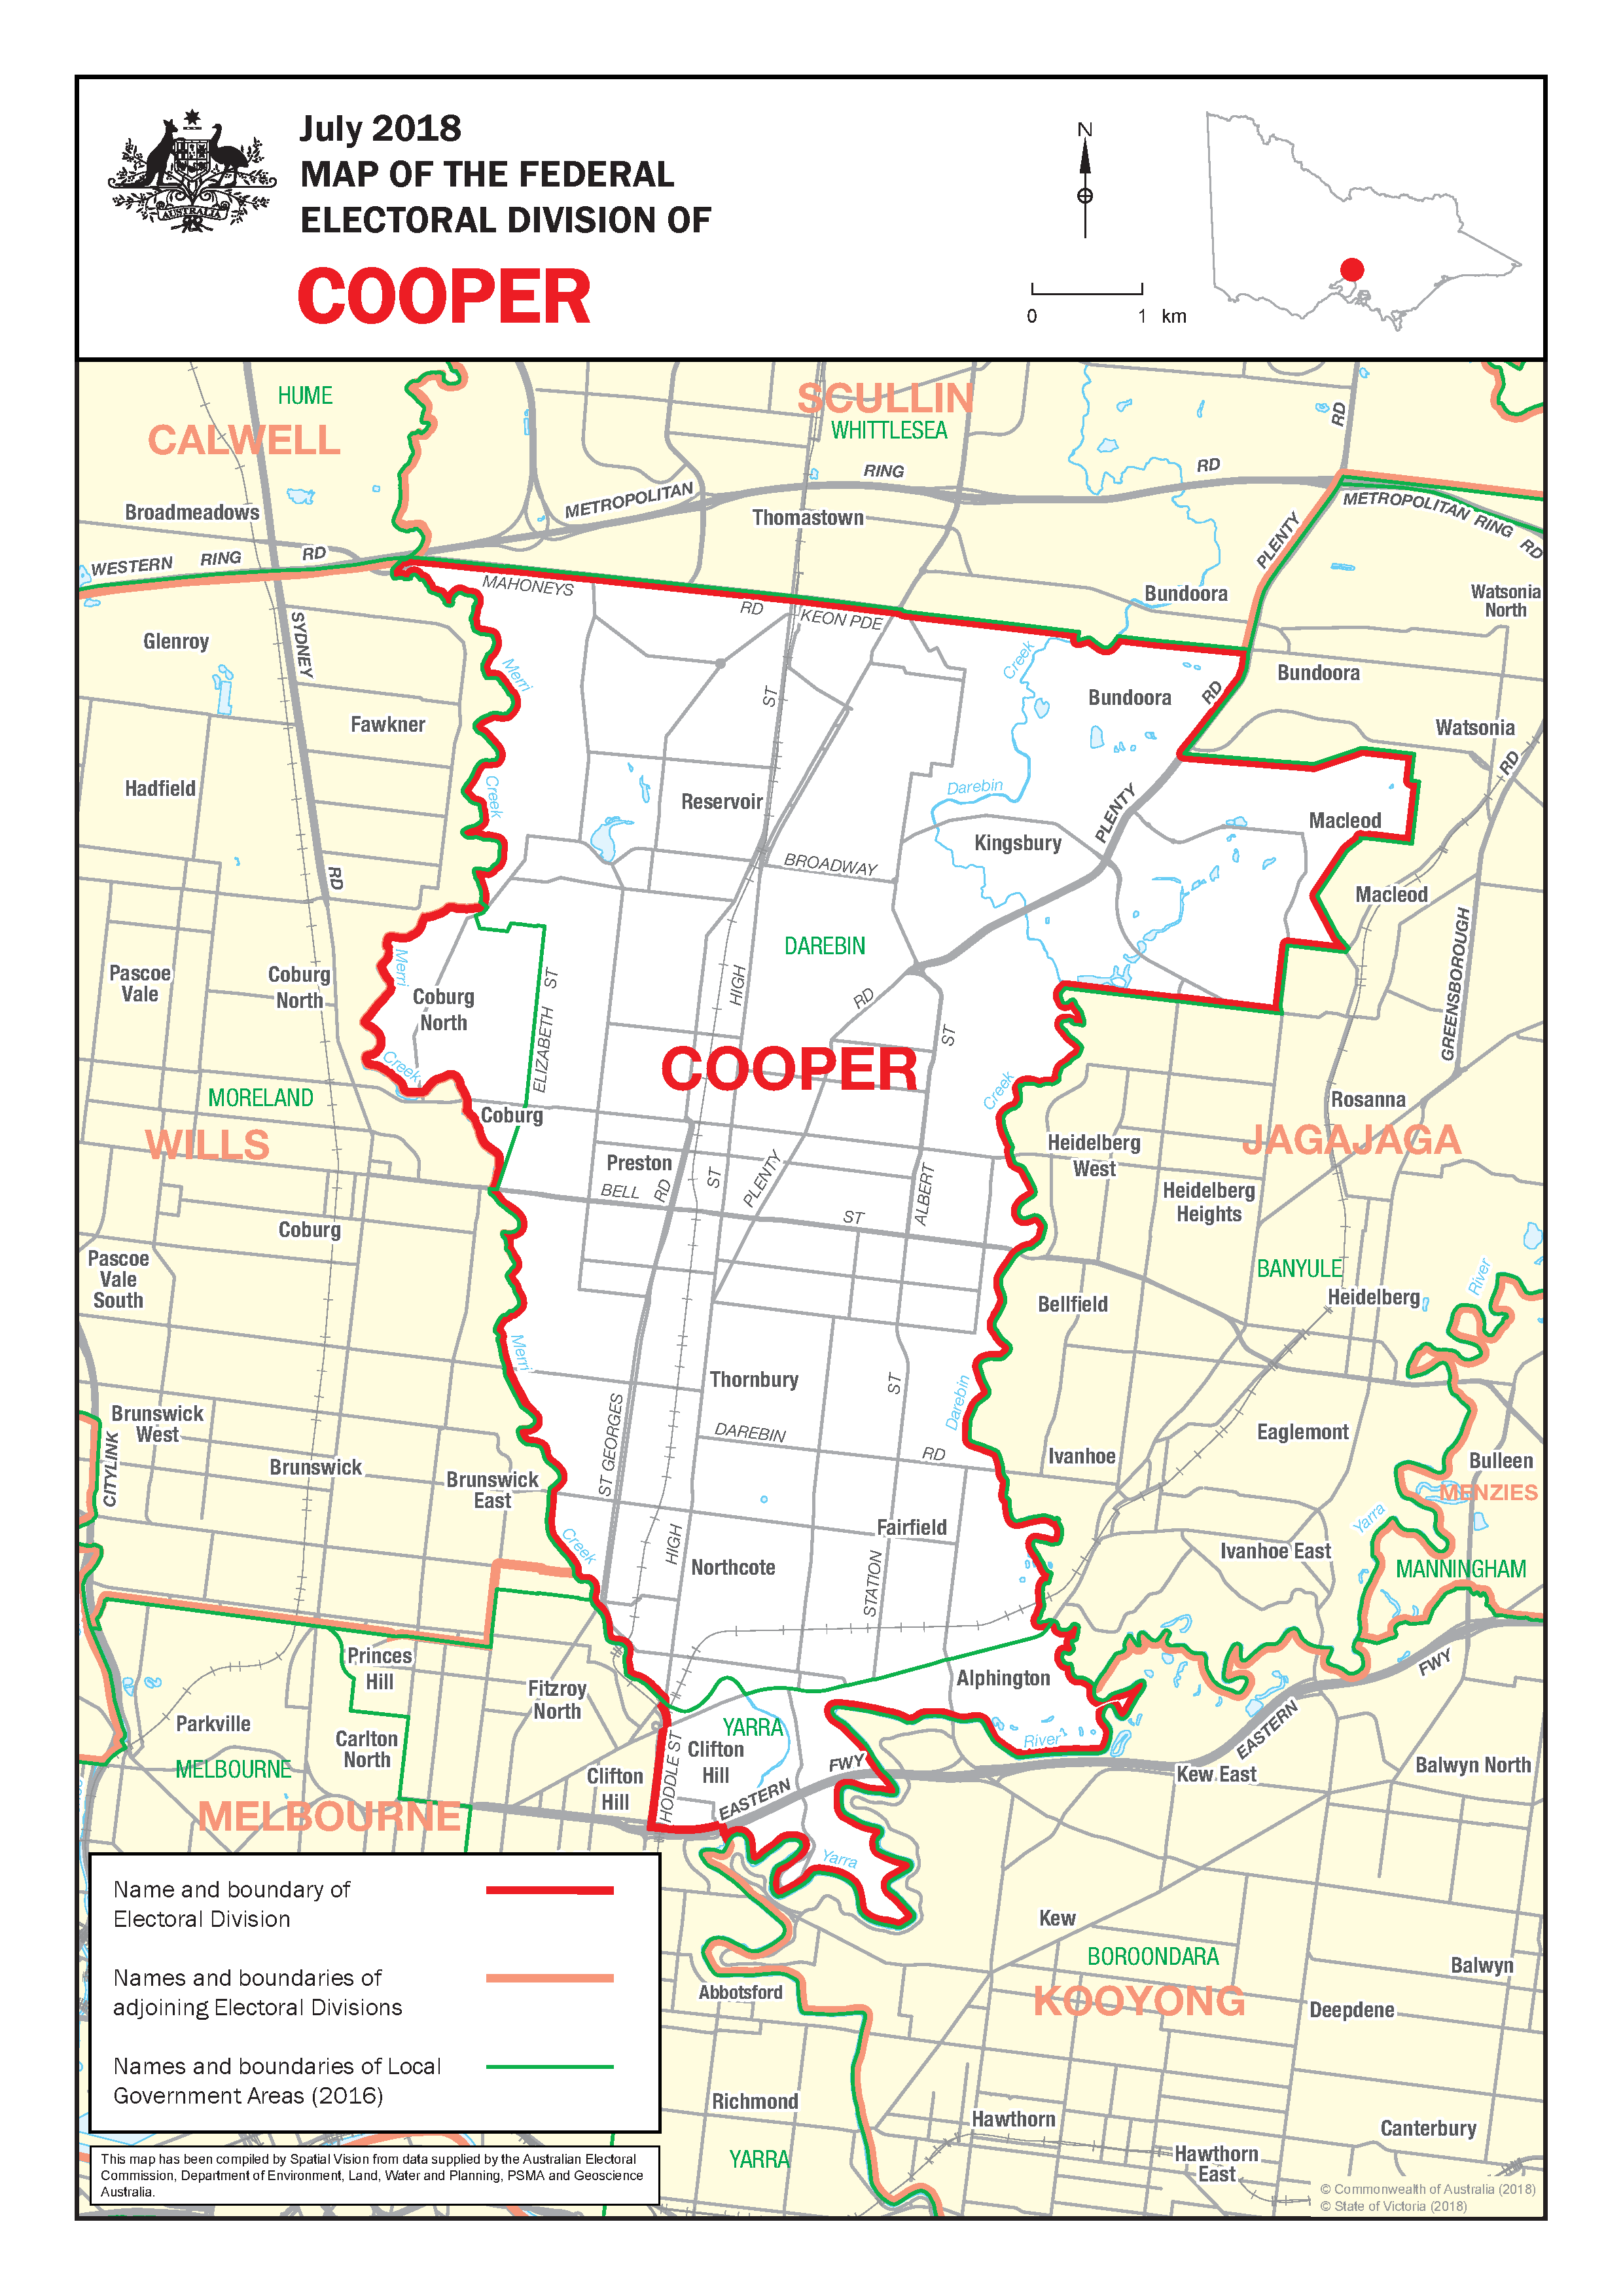 July 2018
MAP OF THE FEDERAL
ELECTORAL DIVISION OF
COOPER
AUSTRALIA
N
0 1 km
HUME
CALWELL
SCULLIN
WHITTLESEA
RING
RD
RD
METROPOLITAN
METROPOLITAN RING RD
Broadmeadows
Thomastown
PLENTY
WESTERN RING RD
MAHONEYS
RD
KEON PDE
Bundoora
Watsonia
North
Glenroy
SYDNEY
Merri
Creek
ST
Bundoora
RD
Bundoora
Fawkner
Watsonia
RD
Hadfield
Creek
Darebin
Reservoir
PLENTY
Macleod
Kingsbury
BROADWAY
RD
Macleod
DAREBIN
GREENSBOROUGH
Pascoe
Vale
Coburg
North
Merri
Coburg
North
ELIZABETH ST
HIGH
RD
ST
COOPER
Creek
Creek
MORELAND
Coburg
Rosanna
WILLS
JAGAJAGA
Preston
Heidelberg
West
BELL
RD
ST
PLENTY
ST
ALBERT
Heidelberg
Heights
Coburg
Pascoe
Vale
South
BANYULE
River
Heidelberg
Bellfield
Merri
Thornbury
ST
Darebin
Brunswick
West
CITYLINK
ST GEORGES
DAREBIN
RD
Eaglemont
Brunswick
Brunswick
East
Ivanhoe
Bulleen
MENZIES
Yarra
Creek
HIGH
Fairfield
Northcote
STATION
Ivanhoe East
MANNINGHAM
Princes
Hill
Fitzroy
North
Alphington
FWY
Parkville
Carlton
North
YARRA
HODDLE ST
Clifton
Hill
River
EASTERN
MELBOURNE
Clifton
Hill
EASTERN
FWY
Kew East
Balwyn North
MELBOURNE
Yarra
Name and boundary of
Electoral Division
Names and boundaries of
adjoining Electoral Divisions
Names and boundaries of Local
Government Areas (2016)
Kew
BOROONDARA
KOOYONG
Balwyn
Abbotsford
Deepdene
Richmond
Hawthorn
Canterbury
YARRA
Hawthorn
East
This map has been compiled by Spatial Vision from data supplied by the Australian Electoral
Commission, Department of Environment, Land, Water and Planning, PSMA and Geoscience
Australia.
© Commonwealth of Australia (2018)
© State of Victoria (2018)